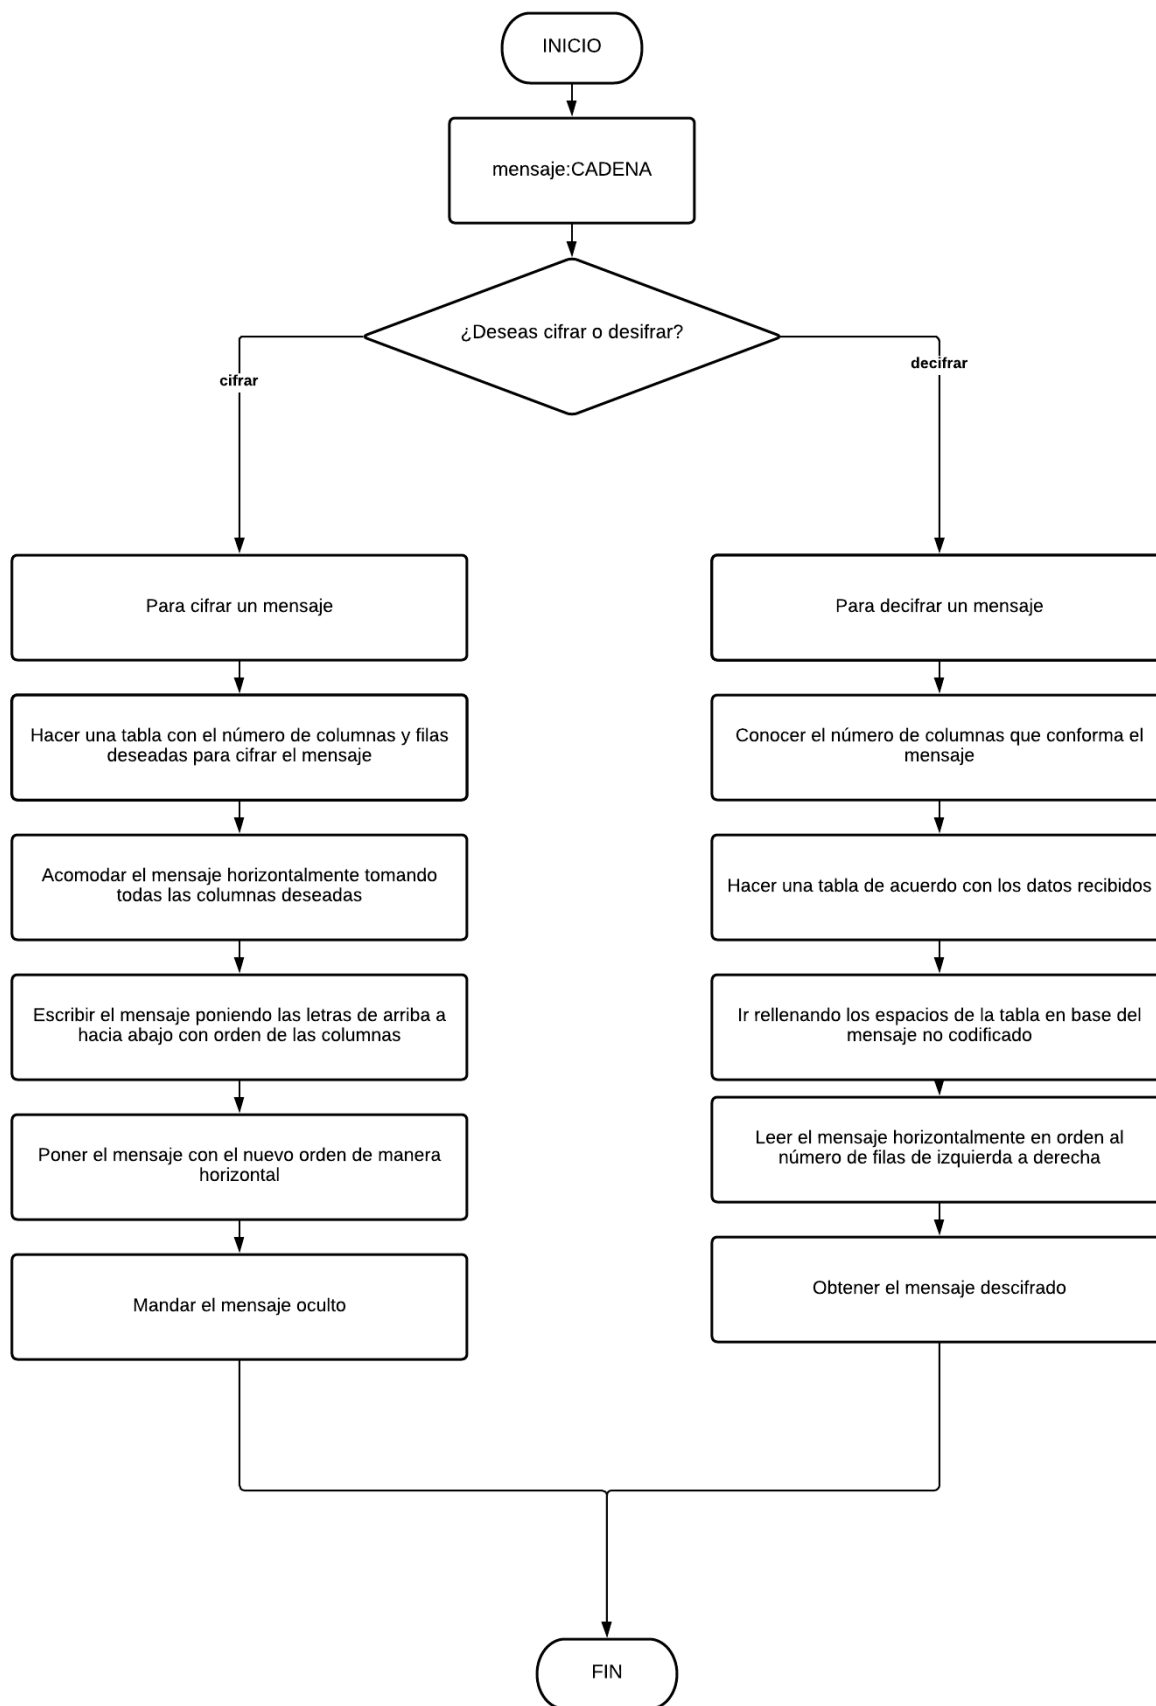 INICIO
mensaje:CADENA
¿Deseas cifrar o desifrar?
cifrar
decifrar
Para cifrar un mensaje
Hacer una tabla con el número de columnas y filas
deseadas para cifrar el mensaje
Acomodar el mensaje horizontalmente tomando
todas las columnas deseadas
Escribir el mensaje poniendo las letras de arriba a
hacia abajo con orden de las columnas
Poner el mensaje con el nuevo orden de manera
horizontal
Mandar el mensaje oculto
Para decifrar un mensaje
Conocer el número de columnas que conforma el
mensaje
Hacer una tabla de acuerdo con los datos recibidos
Ir rellenando los espacios de la tabla en base del
mensaje no codificado
Leer el mensaje horizontalmente en orden al
número de filas de izquierda a derecha
Obtener el mensaje descifrado
FIN